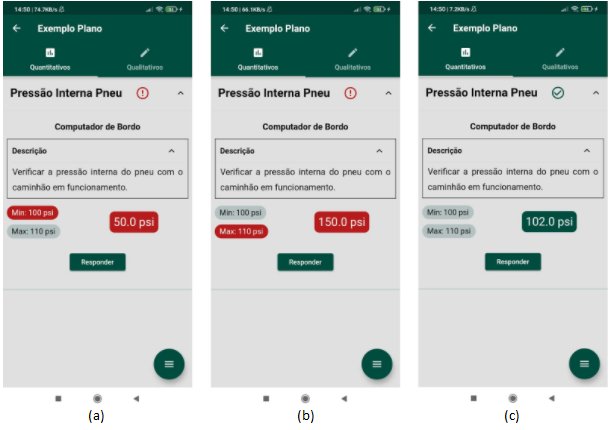 14:50 | 74.7KB/s
Exemplo Plano
Quantitativos
Qualitativos
Pressão Interna Pneu
Computador de Bordo
Descrição
Verificar a pressão interna do pneu com o
caminhão em funcionamento.
Min: 100 psi
Max: 110 psi
50.0 psi
Responder
(a)
14:50 | 66.1KB/s
Exemplo Plano
Quantitativos
Qualitativos
Pressão Interna Pneu
Computador de Bordo
Descrição
Verificar a pressão interna do pneu com o
caminhão em funcionamento.
Min: 100 psi
Max: 110 psi
150.0 psi
Responder
(b)
14:50 | 7.2KB/s
Exemplo Plano
Quantitativos
Qualitativos
Pressão Interna Pneu
Computador de Bordo
Descrição
Verificar a pressão interna do pneu com o
caminhão em funcionamento.
Min: 100 psi
Max: 110 psi
102.0 psi
Responder
(c)